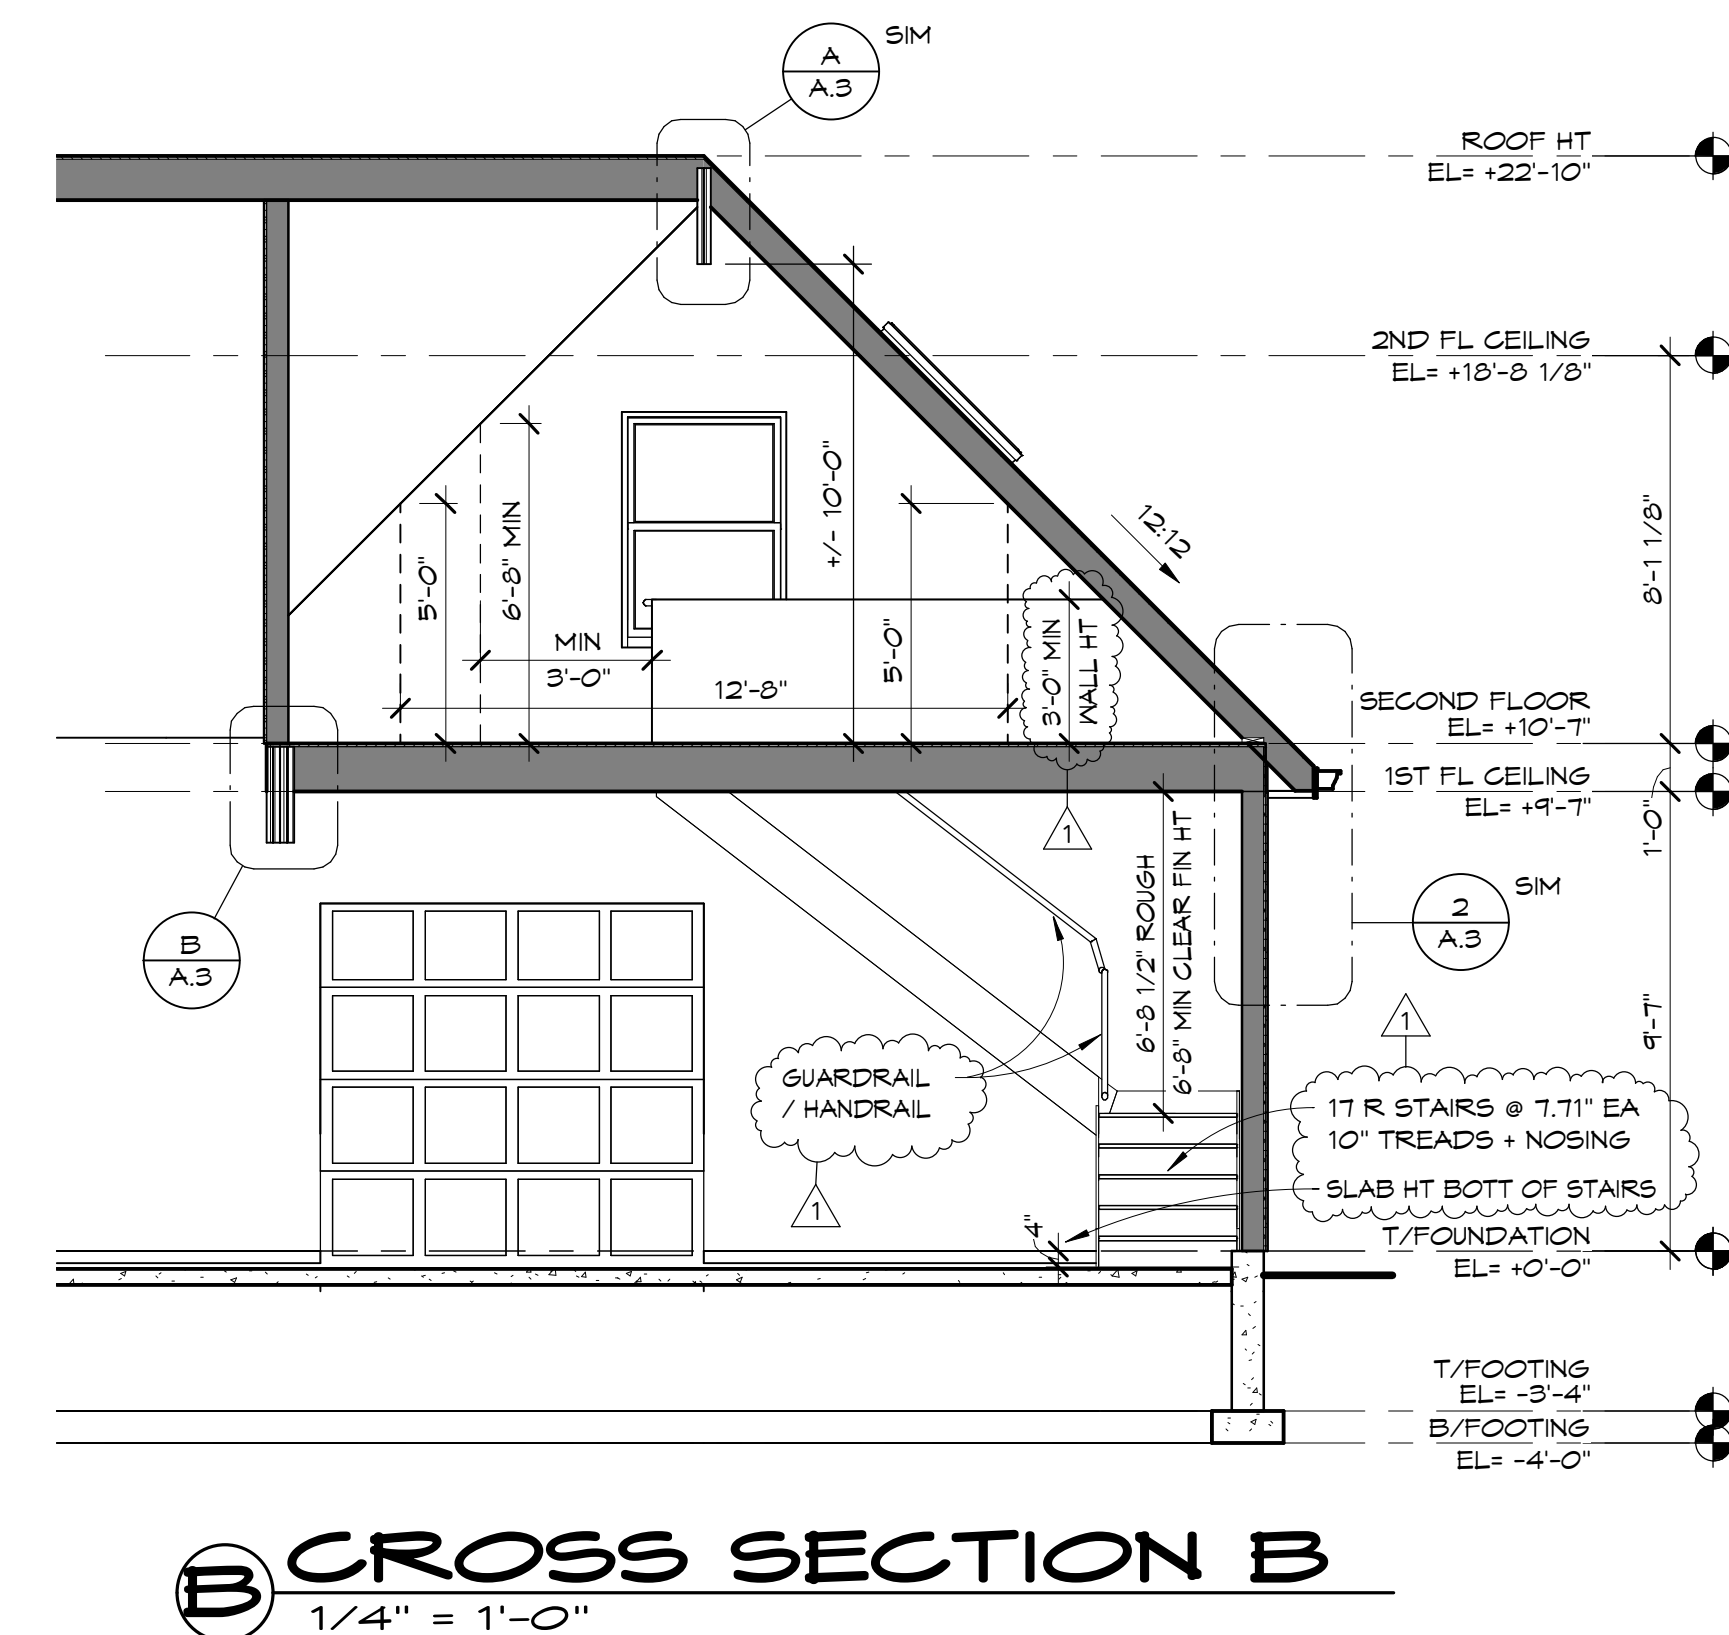 A
A.3
SIM
ROOF HT
EL= +22'-10"
2ND FL CEILING
EL= +18'-8 1/8"
8'-1 1/8"
12:12
+/- 10'-0"
6'-8" MIN
5'-0"
MIN
3'-0"
12'-8"
5'-0"
3'-0" MIN
WALL HT
SECOND FLOOR
EL= +10'-7"
1ST FL CEILING
EL= +9'-7"
1'-0"
1
6'-8 1/2" ROUGH
6'-8" MIN CLEAR FIN HT
2
A.3
SIM
B
A.3
9'-7"
1
GUARDRAIL
/ HANDRAIL
1
17 R STAIRS @ 7.71" EA
10" TREADS + NOSING
SLAB HT BOTT OF STAIRS
4"
T/FOUNDATION
EL= +0'-0"
T/FOOTING
EL= -3'-4"
B/FOOTING
EL= -4'-0"
B CROSS SECTION B
1/4" = 1'-0"